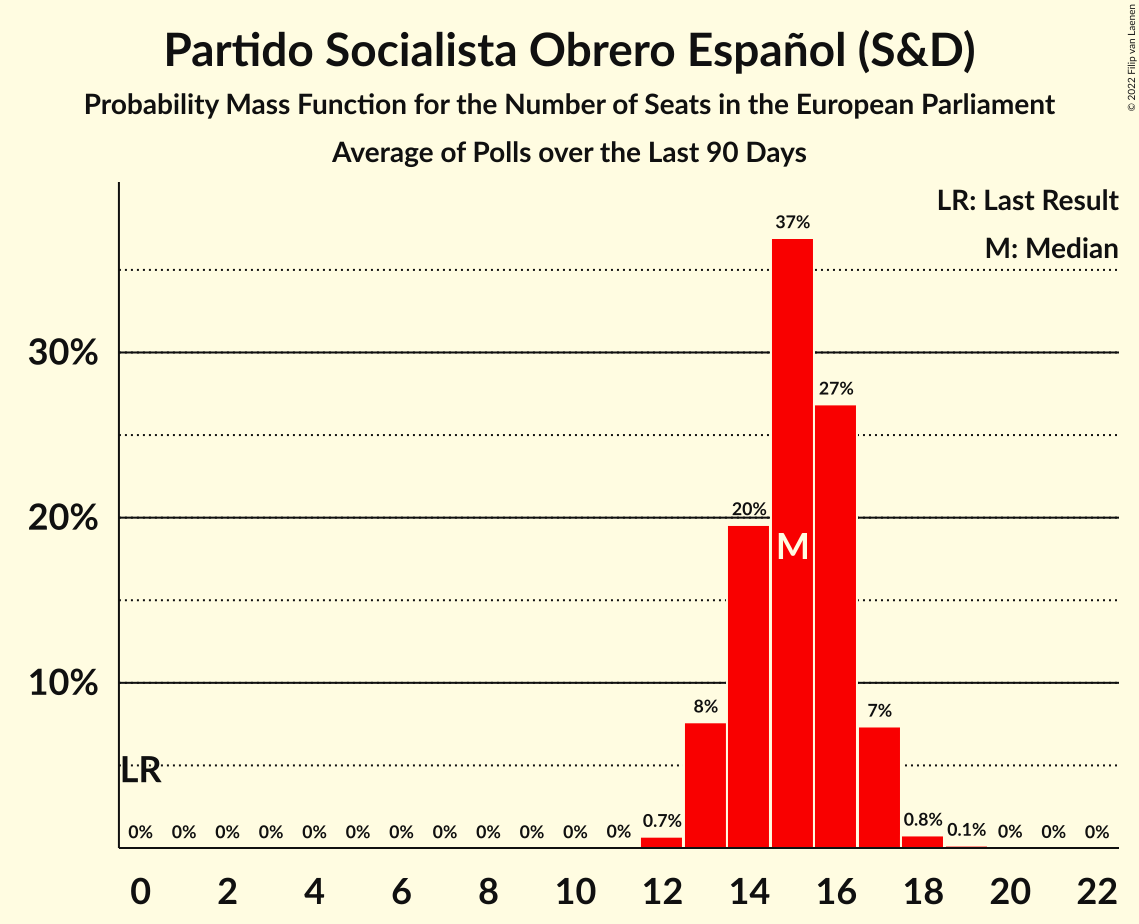 Partido Socialista Obrero Español (S&D)
Probability Mass Function for the Number of Seats in the European Parliament
Average of Polls over the Last 90 Days
© 2022 Filip van Laenen
LR: Last Result
M: Median
37%
30%
27%
20%
20%
M
10%
8%
7%
LR
0% 0% 0% 0% 0% 0% 0% 0% 0% 0% 0% 0% 0.7% 0.8% 0.1% 0% 0% 0%
0 2 4 6 8 10 12 14 16 18 20 22